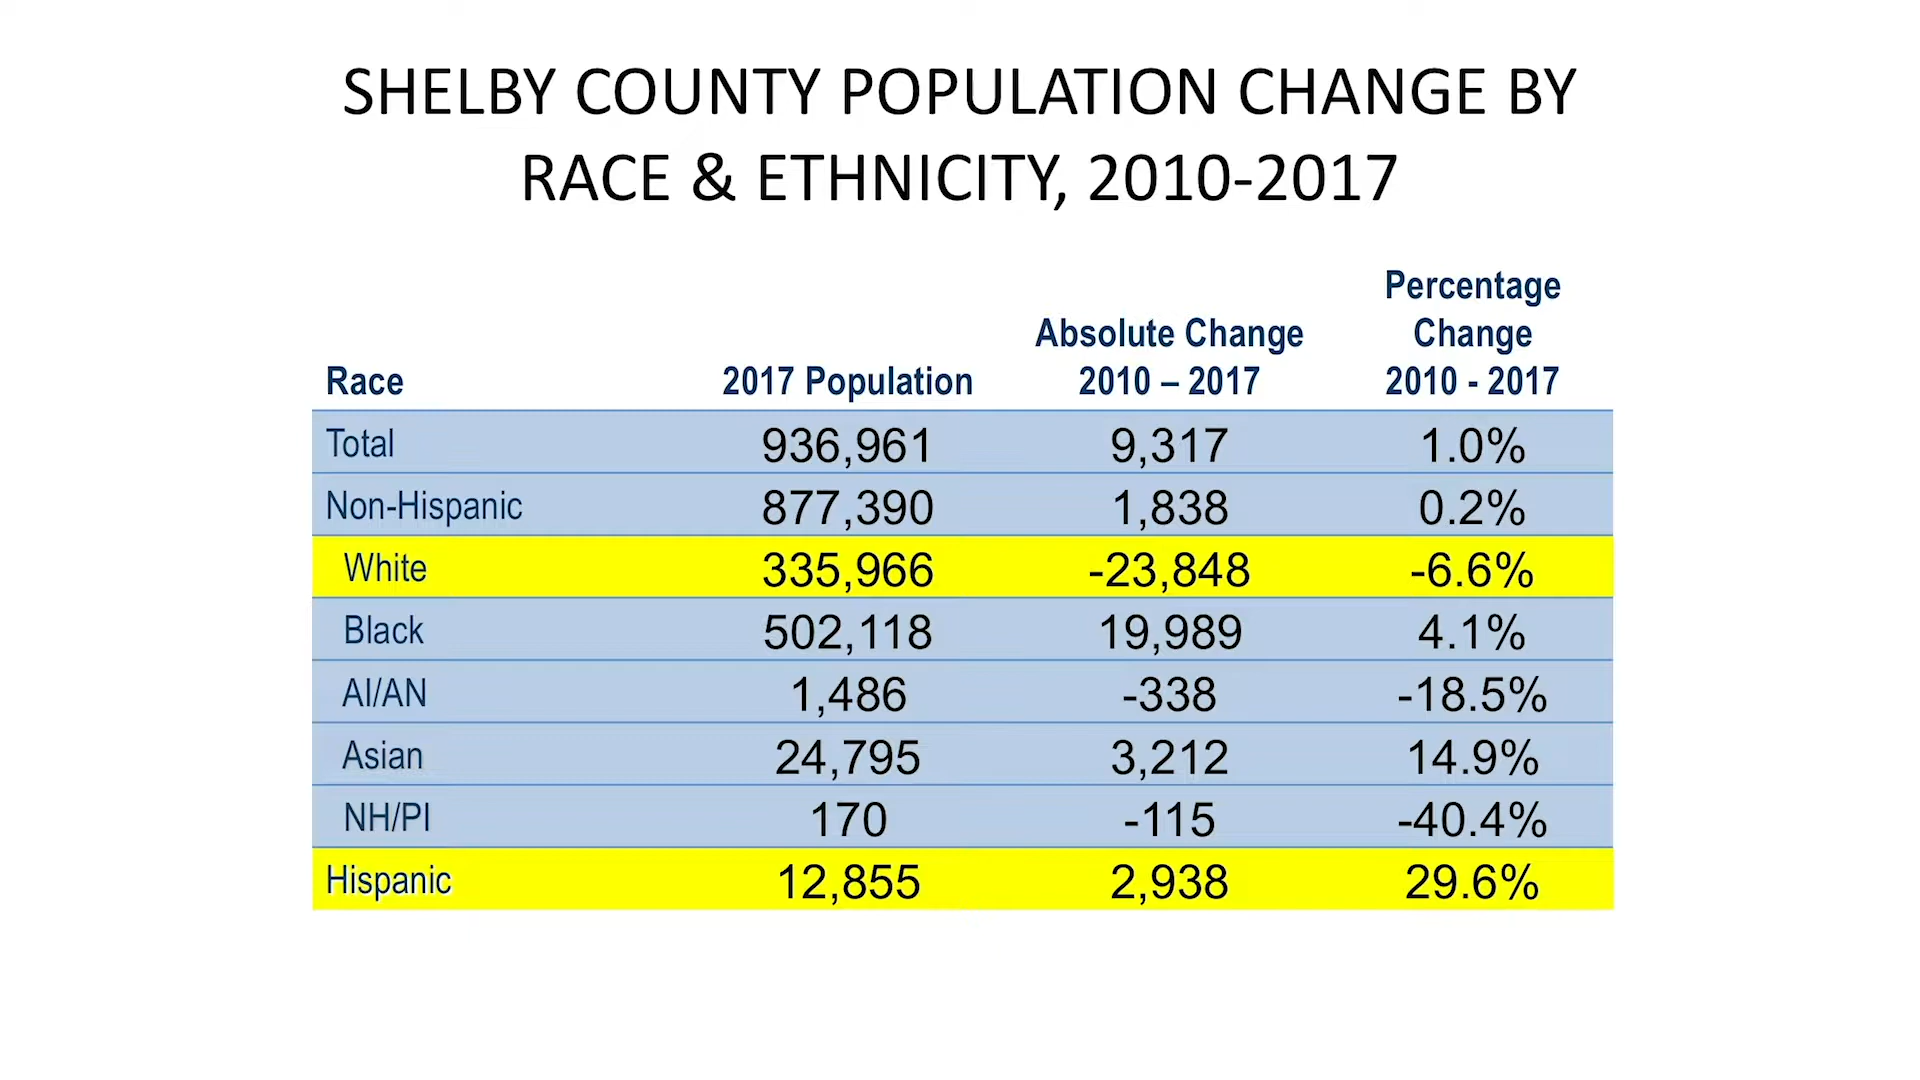 SHELBY COUNTY POPULATION CHANGE BY
RACE & ETHNICITY, 2010-2017
Race
2017 Population
Absolute Change
2010 – 2017
Percentage
Change
2010 - 2017
Total 936,961 9,317 1.0%
Non-Hispanic 877,390 1,838 0.2%
White 335,966 -23,848 -6.6%
Black 502,118 19,989 4.1%
AI/AN 1,486 -338 -18.5%
Asian 24,795 3,212 14.9%
NH/PI 170 -115 -40.4%
Hispanic 12,855 2,938 29.6%